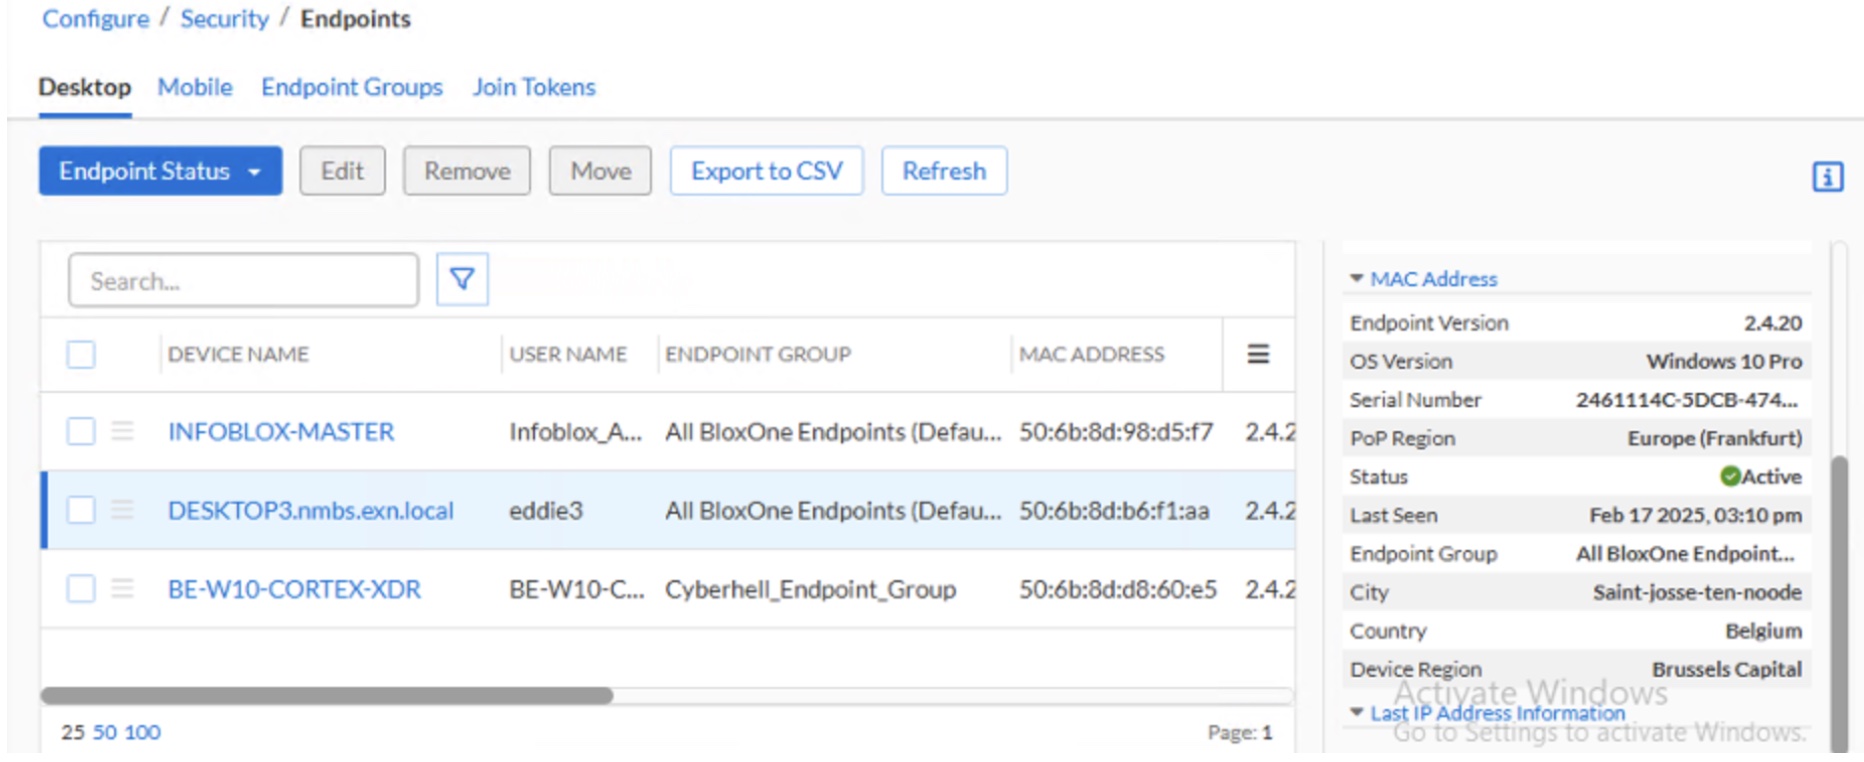 Configure / Security / Endpoints
Desktop Mobile Endpoint Groups Join Tokens
Endpoint Status Edit Remove Move Export to CSV Refresh
Search...
DEVICE NAME USER NAME ENDPOINT GROUP MAC ADDRESS
INFOBLOX-MASTER Infoblox_A... All BloxOne Endpoints (Defau... 50:6b:8d:98:d5:f7 2.4.2
DESKTOP3.nmbs.exn.local eddie3 All BloxOne Endpoints (Defau... 50:6b:8d:b6:f1:aa 2.4.2
BE-W10-CORTEX-XDR BE-W10-C... Cyberhell_Endpoint_Group 50:6b:8d:d8:60:e5 2.4.2
25 50 100 Page: 1
MAC Address
Endpoint Version 2.4.20
OS Version Windows 10 Pro
Serial Number 2461114C-5DCB-474...
PoP Region Europe (Frankfurt)
Status Active
Last Seen Feb 17 2025, 03:10 pm
Endpoint Group All BloxOne Endpoint...
City Saint-josse-ten-noode
Country Belgium
Device Region Brussels Capital
Activate Windows
Last IP Address Information
Go to Settings to activate Windows.